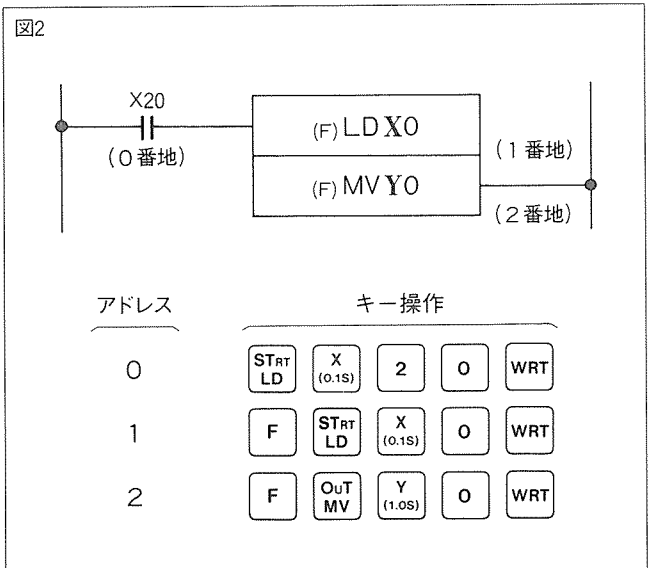 図2
X20
(0番地)
(F) LD X0
(1番地)
(F) MV Y0
(2番地)
アドレス キー操作
0 STRT LD X (0.1S) 2 0 WRT
1 F STRT LD X (0.1S) 0 WRT
2 F OUT MV Y (1.0S) 0 WRT